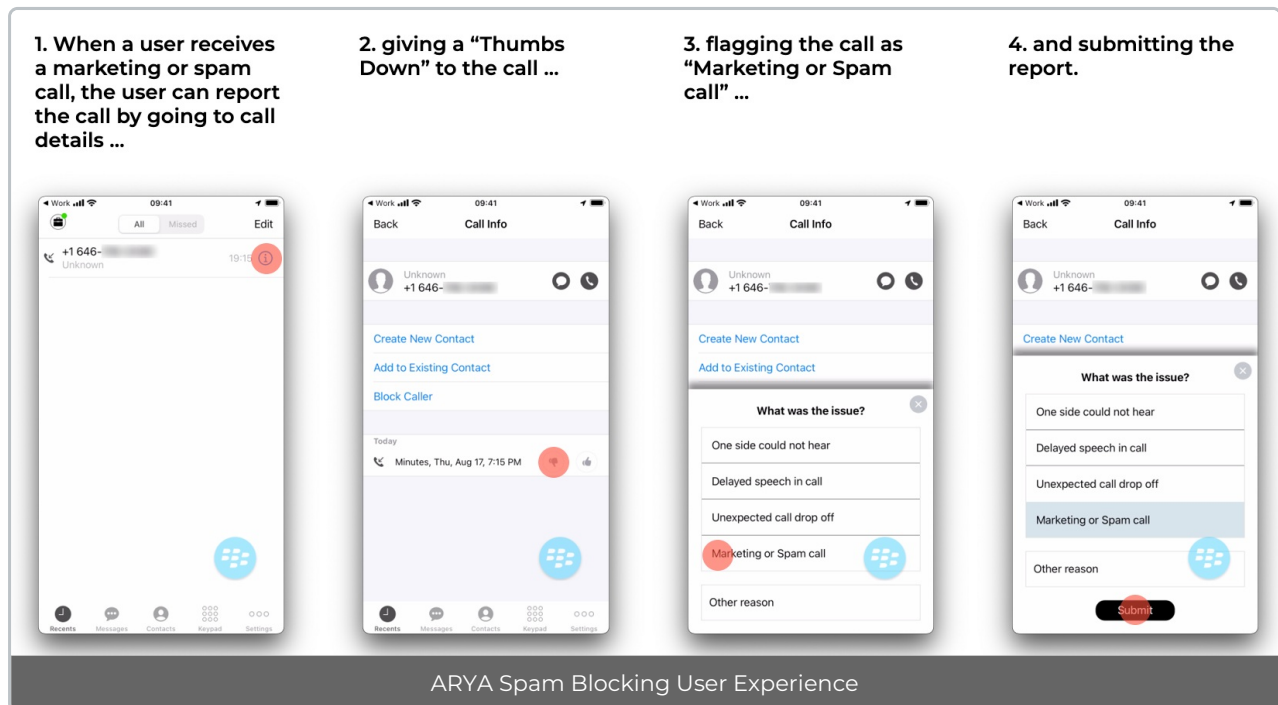 1. When a user receives
a marketing or spam
call, the user can report
the call by going to call
details ...
2. giving a “Thumbs
Down” to the call ...
3. flagging the call as
“Marketing or Spam
call” ...
4. and submitting the
report.
Work 09:41
All Missed Edit
+1 646-
Unknown 19:15
Recents Messages Contacts Keypad Settings
Work 09:41
Back Call Info
Unknown
+1 646-
Create New Contact
Add to Existing Contact
Block Caller
Today
Minutes, Thu, Aug 17, 7:15 PM
Recents Messages Contacts Keypad Settings
Work 09:41
Back Call Info
Unknown
+1 646-
Create New Contact
Add to Existing Contact
What was the issue?
One side could not hear
Delayed speech in call
Unexpected call drop off
Marketing or Spam call
Other reason
Work 09:41
Back Call Info
Unknown
+1 646-
Create New Contact
What was the issue?
One side could not hear
Delayed speech in call
Unexpected call drop off
Marketing or Spam call
Other reason
Submit
ARYA Spam Blocking User Experience